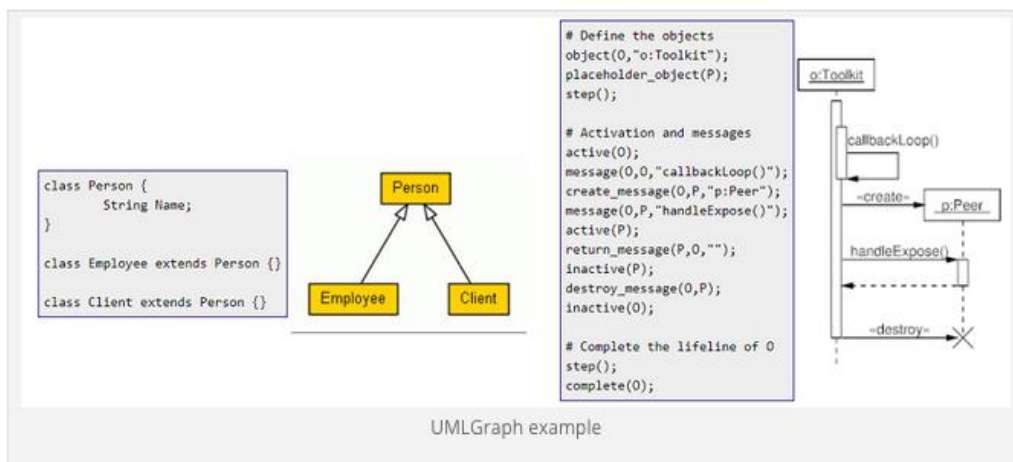 class Person {
String Name;
}
class Employee extends Person {}
class Client extends Person {}
Person
Employee
Client
# Define the objects
object(O,"o:Toolkit");
placeholder_object(P);
step();
# Activation and messages
active(O);
message(O,O,"callbackLoop()");
create_message(O,P,"p:Peer");
message(O,P,"handleExpose()");
active(P);
return_message(P,O,"");
inactive(P);
destroy_message(O,P);
inactive(O);
# Complete the lifeline of O
step();
complete(O);
o:Toolkit
callbackLoop()
«create»
p:Peer
handleExpose()
«destroy»
UMLGraph example